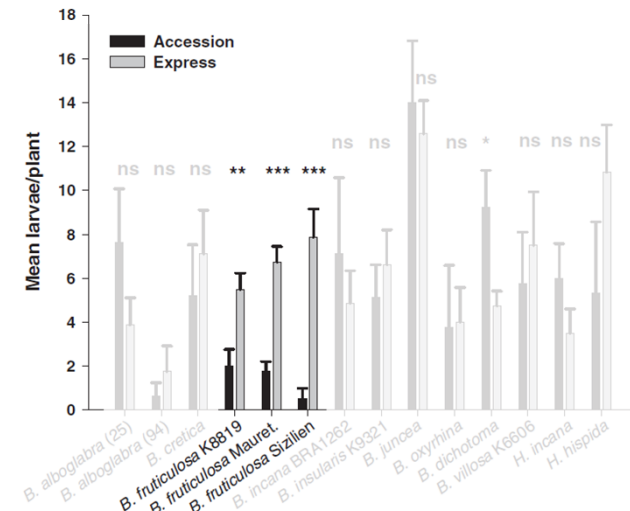 18
16
14
12
10
8
6
4
2
0
Mean larvae/plant
Accession
Express
ns ns ns ** *** *** ns ns ns ns * ns ns ns
B. alboglabra (25)
B. alboglabra (94)
B. cretica
B. fruticulosa K8819
B. fruticulosa Mauret.
B. fruticulosa Sizilien
B. incana BRA1262
B. insularis K9321
B. juncea
B. oxyrhina
B. dichotoma
B. villosa K6606
H. incana
H. hispida